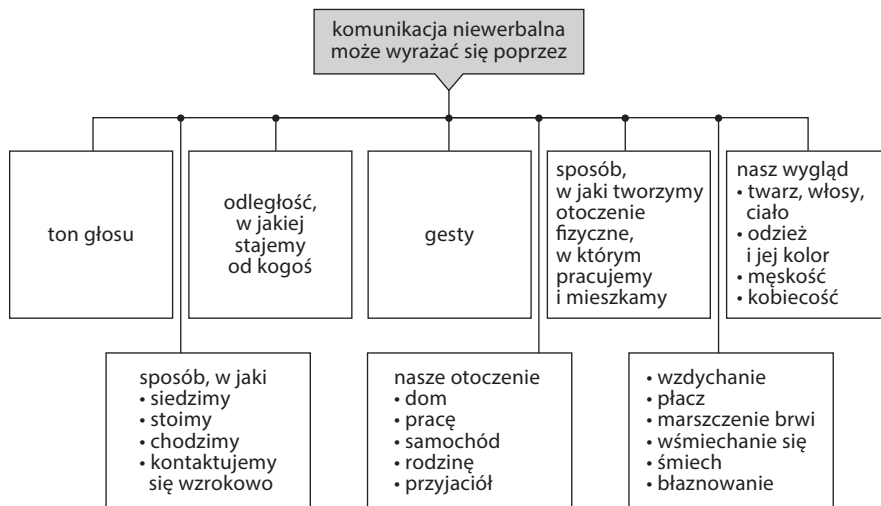 komunikacja niewerbalna
może wyrażać się poprzez
ton głosu
odległość,
w jakiej
stajemy
od kogoś
gesty
sposób,
w jaki tworzymy
otoczenie
fizyczne,
w którym
pracujemy
i mieszkamy
nasz wygląd
• twarz, włosy,
ciało
• odzież
i jej kolor
• męskość
• kobiecość
sposób, w jaki
• siedzimy
• stoimy
• chodzimy
• kontaktujemy
się wzrokowo
nasze otoczenie
• dom
• pracę
• samochód
• rodzinę
• przyjaciół
• wzdychanie
• płacz
• marszczenie brwi
• wśmiechanie się
• śmiech
• błaznowanie